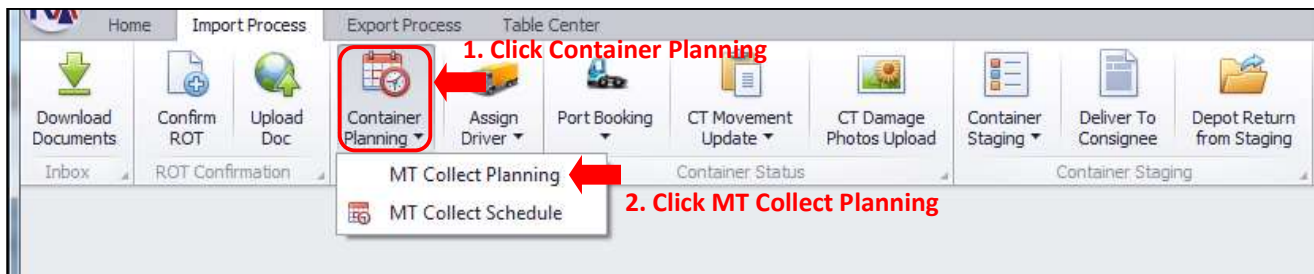 Home Import Process Export Process Table Center
1. Click Container Planning
Download Documents
Confirm ROT
Upload Doc
Container Planning
Assign Driver
Port Booking
CT Movement Update
CT Damage Photos Upload
Container Staging
Deliver To Consignee
Depot Return from Staging
Inbox ROT Confirmation Container Status Container Staging
MT Collect Planning
2. Click MT Collect Planning
MT Collect Schedule